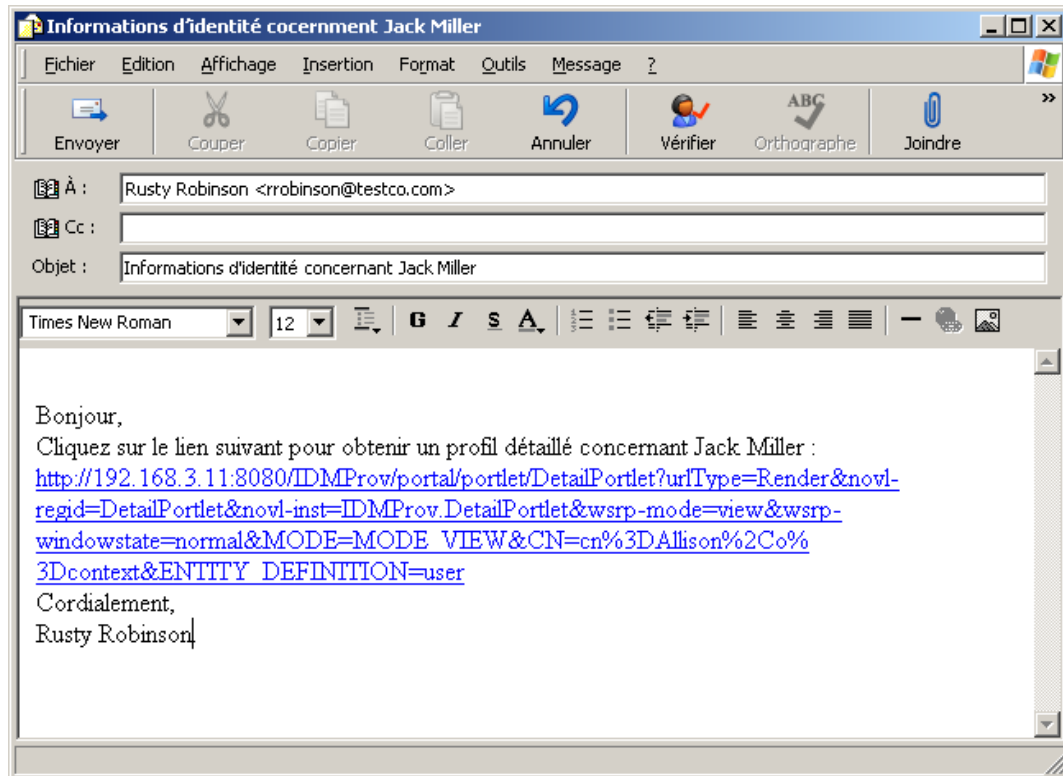 Informations d'identité cocernment Jack Miller
Fichier Edition Affichage Insertion Format Outils Message ?
Envoyer Couper Copier Coller Annuler Vérifier ABC Orthographe Joindre »
À : Rusty Robinson <rrobinson@testco.com>
Cc :
Objet : Informations d'identité concernant Jack Miller
Times New Roman 12 G I S A
Bonjour,
Cliquez sur le lien suivant pour obtenir un profil détaillé concernant Jack Miller :
http://192.168.3.11:8080/IDMProv/portal/portlet/DetailPortlet?urlType=Render&novl-
regid=DetailPortlet&novl-inst=IDMProv.DetailPortlet&wsrp-mode=view&wsrp-
windowstate=normal&MODE=MODE_VIEW&CN=cn%3DAllison%2Co%
3Dcontext&ENTITY_DEFINITION=user
Cordialement,
Rusty Robinson